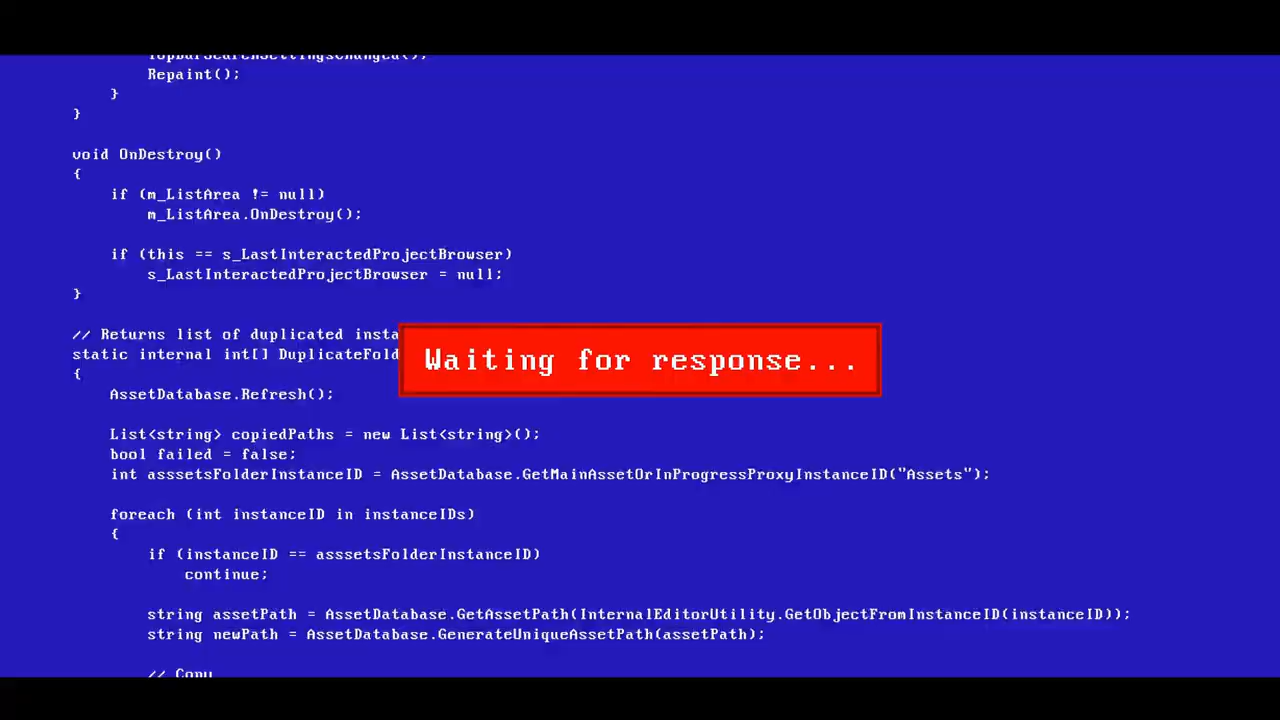 TopBarSearchSettingsChanged();
Repaint();
}
}
void OnDestroy()
{
if (m_ListArea != null)
m_ListArea.OnDestroy();
if (this == s_LastInteractedProjectBrowser)
s_LastInteractedProjectBrowser = null;
}
// Returns list of duplicated insta
static internal int[] DuplicateFold
{
Waiting for response...
AssetDatabase.Refresh();
List<string> copiedPaths = new List<string>();
bool failed = false;
int asssetsFolderInstanceID = AssetDatabase.GetMainAssetOrInProgressProxyInstanceID("Assets");
foreach (int instanceID in instanceIDs)
{
if (instanceID == asssetsFolderInstanceID)
continue;
string assetPath = AssetDatabase.GetAssetPath(InternalEditorUtility.GetObjectFromInstanceID(instanceID));
string newPath = AssetDatabase.GenerateUniqueAssetPath(assetPath);
// Copy